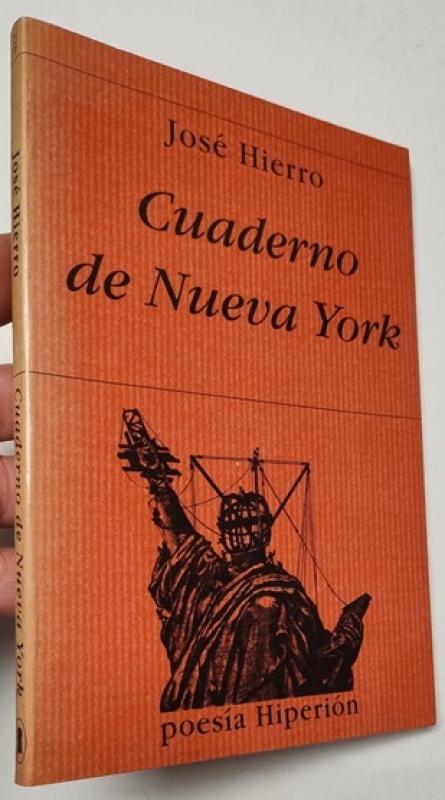 José Hierro
Cuaderno
de Nueva York
poesía Hiperión
José Hierro
Cuaderno de Nueva York